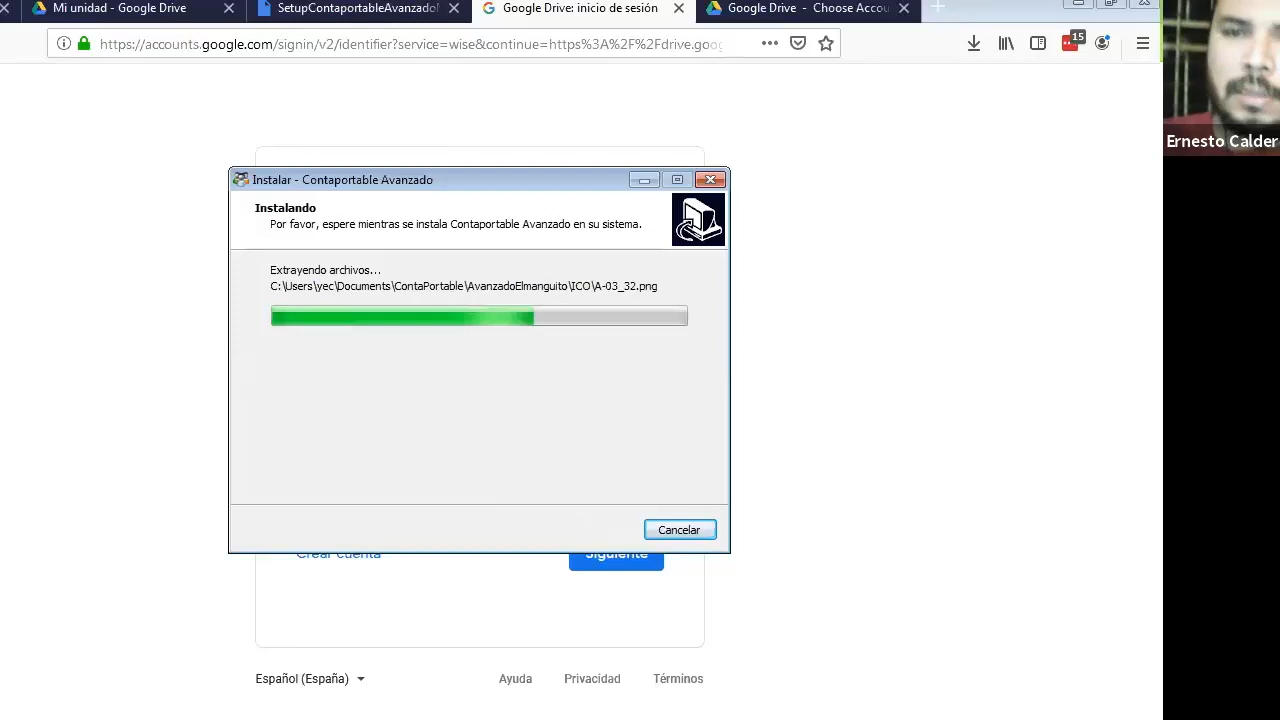 Mi unidad - Google Drive
SetupContaportableAvanzado
Google Drive: inicio de sesión
Google Drive - Choose Accou
https://accounts.google.com/signin/v2/identifier?service=wise&continue=https%3A%2F%2Fdrive.goo
15
Ernesto Calder
Instalar - Contaportable Avanzado
Instalando
Por favor, espere mientras se instala Contaportable Avanzado en su sistema.
Extrayendo archivos...
C:\Users\yec\Documents\ContaPortable\AvanzadoElmanguito\ICO\A-03_32.png
Cancelar
Crear cuenta
Siguiente
Español (España)
Ayuda
Privacidad
Términos